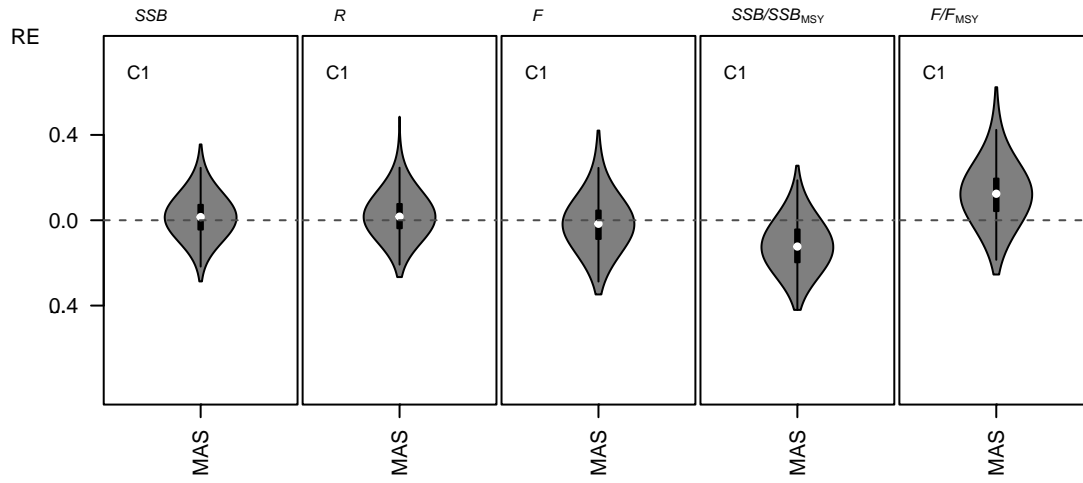 SSB R F SSB/SSBMSY F/FMSY
RE
C1 C1 C1 C1 C1
0.4
0.0
0.4
MAS MAS MAS MAS MAS